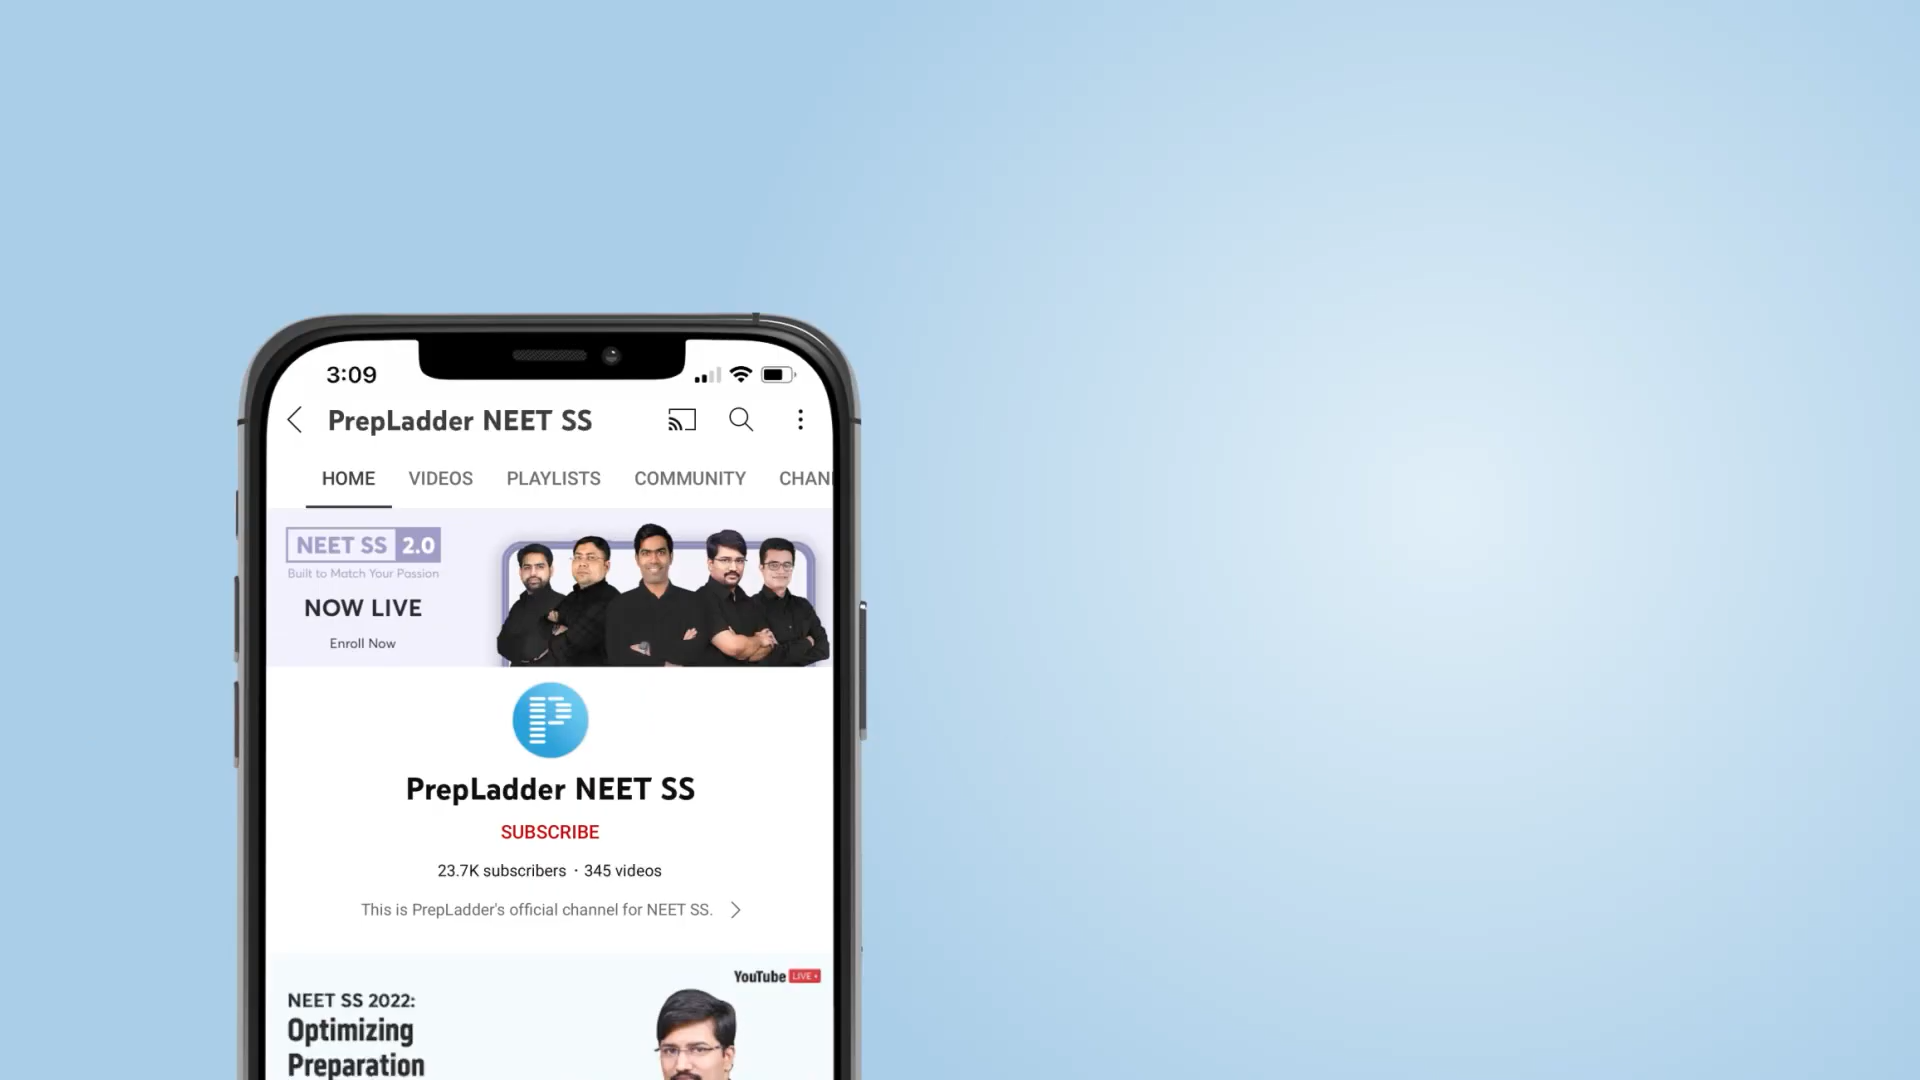 3:09
PrepLadder NEET SS
HOME VIDEOS PLAYLISTS COMMUNITY CHAN
NEET SS 2.0
Built to Match Your Passion
NOW LIVE
Enroll Now
PrepLadder NEET SS
SUBSCRIBE
23.7K subscribers · 345 videos
This is PrepLadder's official channel for NEET SS.
YouTube LIVE
NEET SS 2022:
Optimizing
Preparation